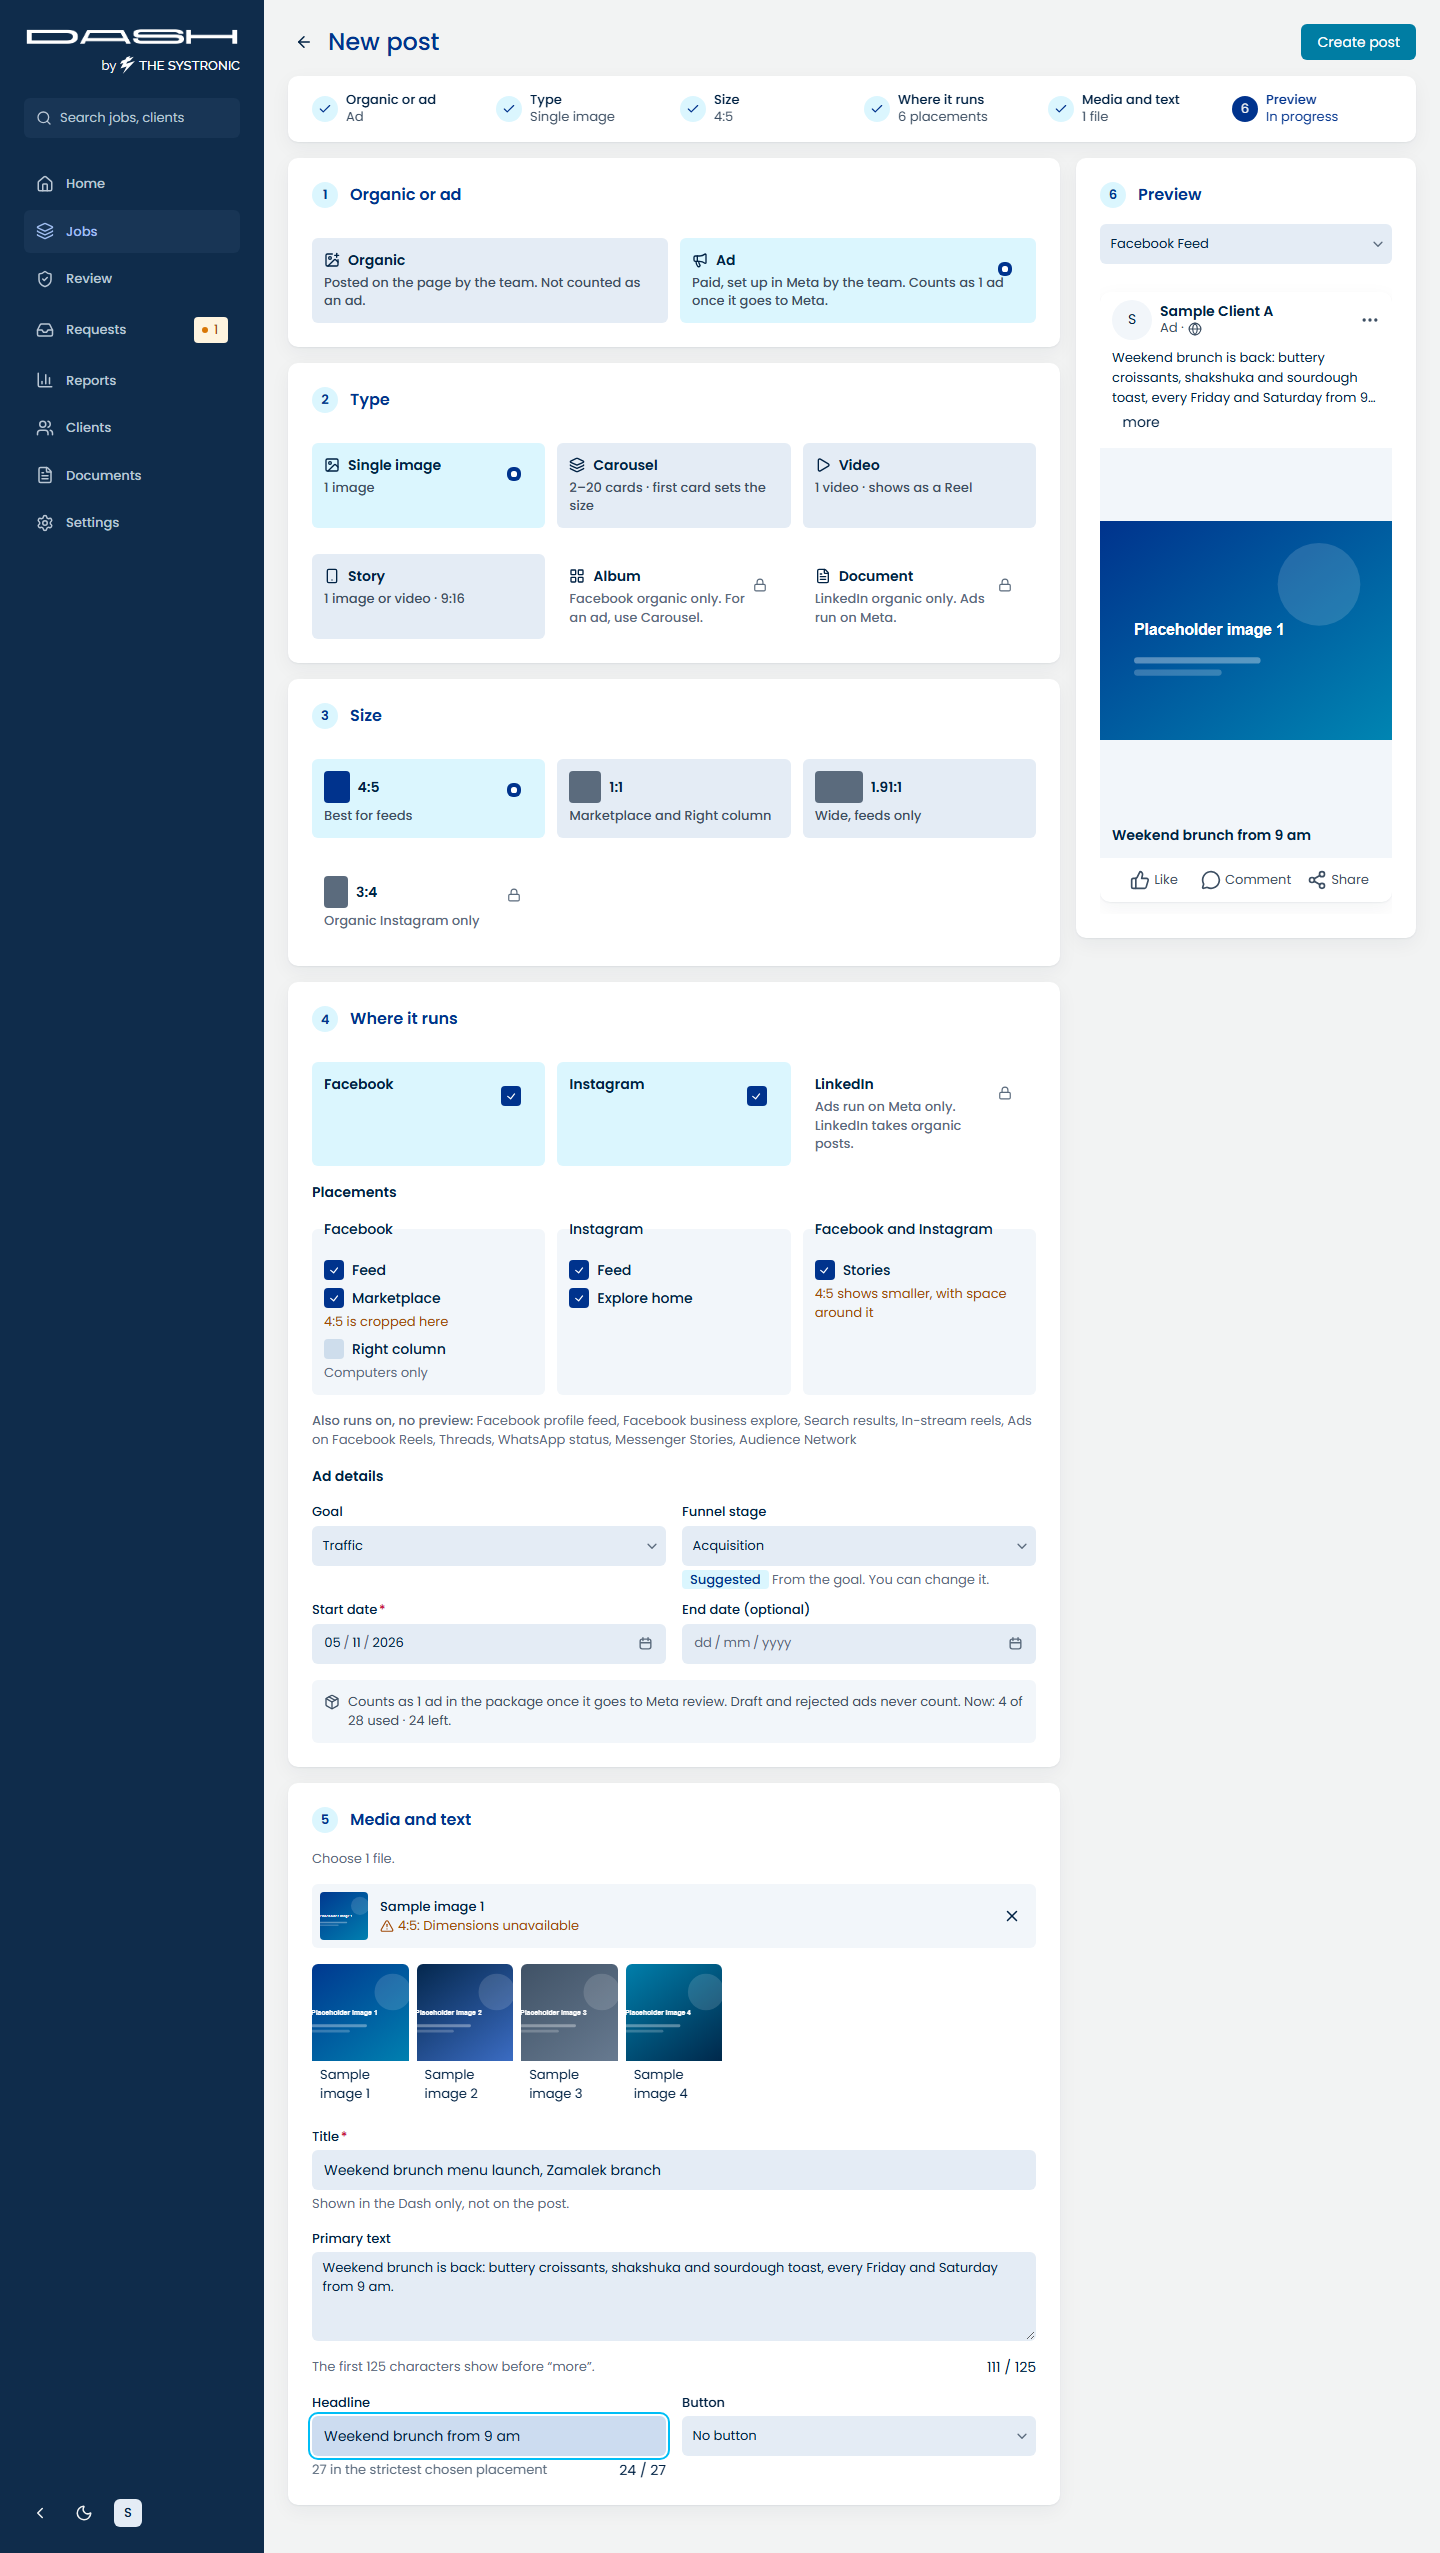 DASH
by THE SYSTRONIC
Search jobs, clients
Home
Jobs
Review
Requests
1
Reports
Clients
Documents
Settings
S
New post
Create post
Organic or ad
Ad
Type
Single image
Size
4:5
Where it runs
6 placements
Media and text
1 file
6
Preview
In progress
1
Organic or ad
Organic
Posted on the page by the team. Not counted as
an ad.
Ad
Paid, set up in Meta by the team. Counts as 1 ad
once it goes to Meta.
2
Type
Single image
1 image
Carousel
2–20 cards · first card sets the
size
Video
1 video · shows as a Reel
Story
1 image or video · 9:16
Album
Facebook organic only. For
an ad, use Carousel.
Document
LinkedIn organic only. Ads
run on Meta.
3
Size
4:5
Best for feeds
1:1
Marketplace and Right column
1.91:1
Wide, feeds only
3:4
Organic Instagram only
4
Where it runs
Facebook
Instagram
LinkedIn
Ads run on Meta only.
LinkedIn takes organic
posts.
Placements
Facebook
Feed
Marketplace
4:5 is cropped here
Right column
Computers only
Instagram
Feed
Explore home
Facebook and Instagram
Stories
4:5 shows smaller, with space
around it
Also runs on, no preview: Facebook profile feed, Facebook business explore, Search results, In-stream reels, Ads
on Facebook Reels, Threads, WhatsApp status, Messenger Stories, Audience Network
Ad details
Goal
Traffic
Funnel stage
Acquisition
Suggested From the goal. You can change it.
Start date*
05 / 11 / 2026
End date (optional)
dd / mm / yyyy
Counts as 1 ad in the package once it goes to Meta review. Draft and rejected ads never count. Now: 4 of
28 used · 24 left.
5
Media and text
Choose 1 file.
Sample image 1
4:5: Dimensions unavailable
Placeholder image 1
Placeholder image 2
Placeholder image 3
Placeholder image 4
Sample
image 1
Sample
image 2
Sample
image 3
Sample
image 4
Title*
Weekend brunch menu launch, Zamalek branch
Shown in the Dash only, not on the post.
Primary text
Weekend brunch is back: buttery croissants, shakshuka and sourdough toast, every Friday and Saturday
from 9 am.
The first 125 characters show before “more”.
111 / 125
Headline
Weekend brunch from 9 am
27 in the strictest chosen placement
24 / 27
Button
No button
6
Preview
Facebook Feed
S
Sample Client A
Ad ·
Weekend brunch is back: buttery
croissants, shakshuka and sourdough
toast, every Friday and Saturday from 9…
more
Placeholder image 1
Weekend brunch from 9 am
Like
Comment
Share